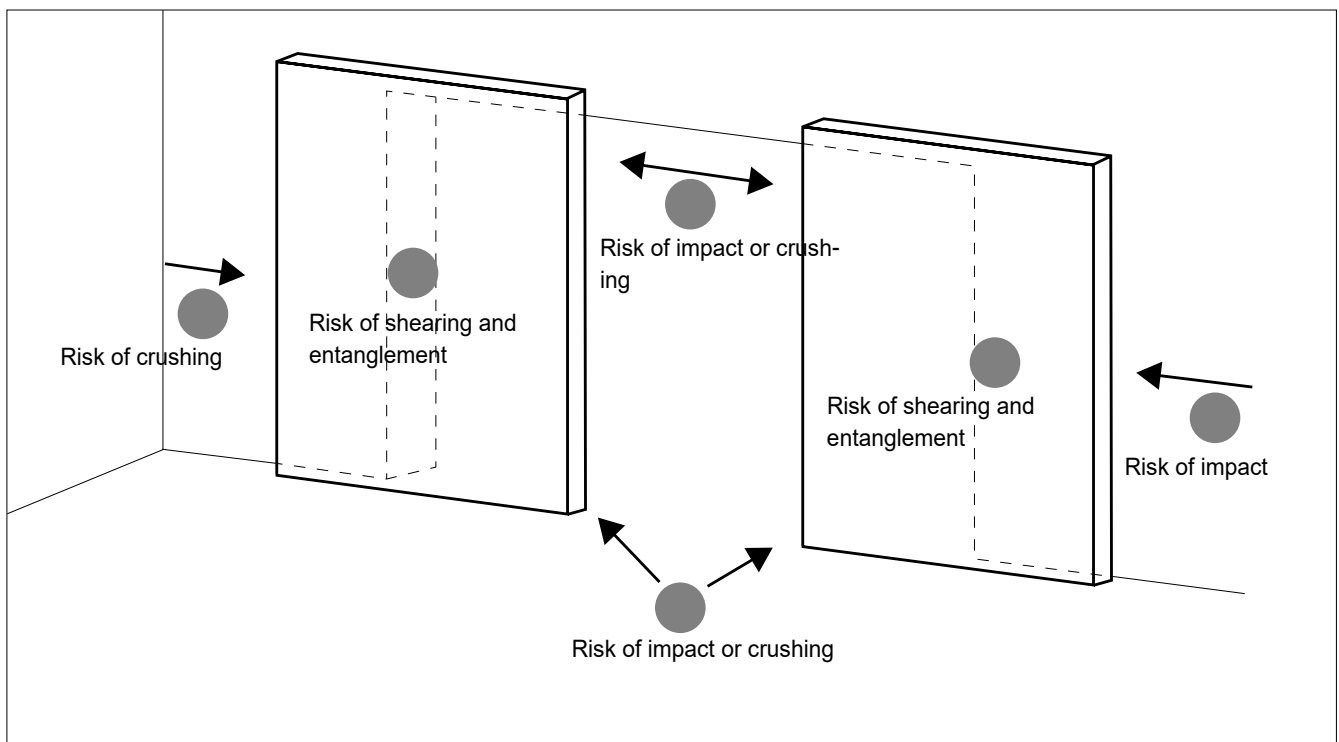 Risk of impact or crush-
ing
Risk of shearing and
entanglement
Risk of crushing
Risk of shearing and
entanglement
Risk of impact
Risk of impact or crushing